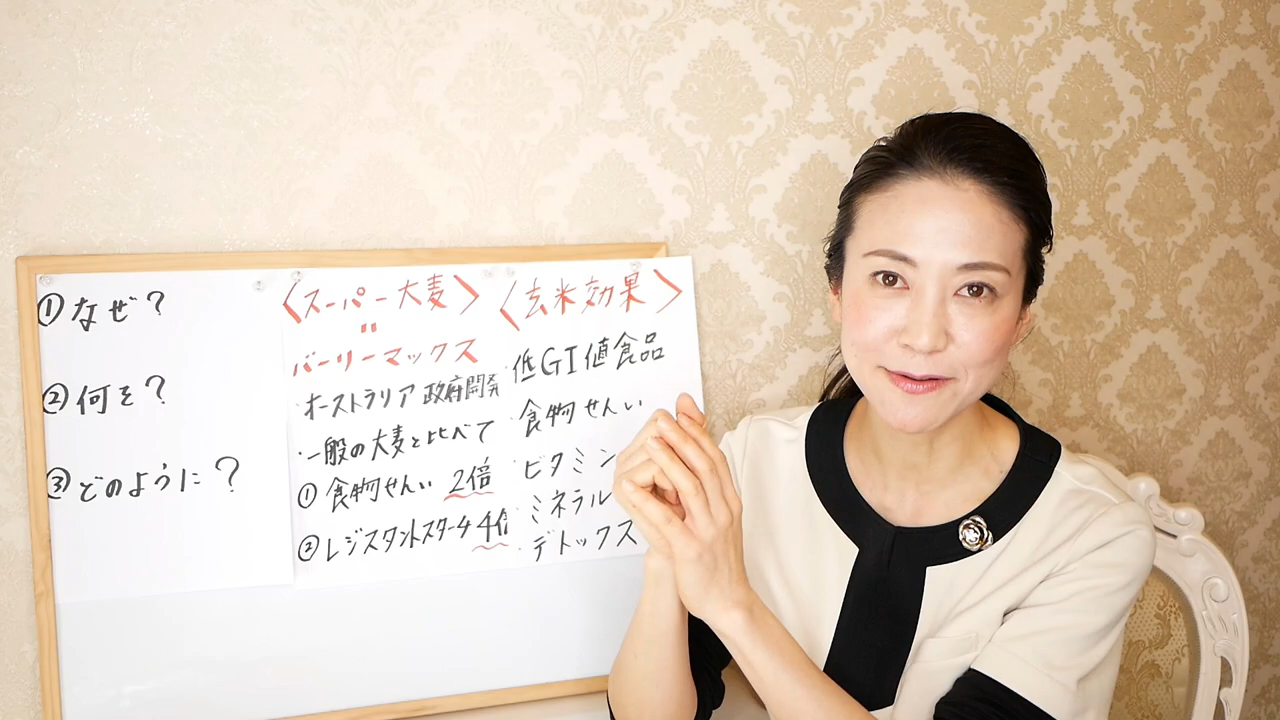 ①なぜ?
②何を?
③どのように?
〈スーパー大麦〉
〃
バーリーマックス
・オーストラリア政府開発
・一般の大麦と比べて
①食物せんい 2倍
②レジスタントスターチ 4倍
〈玄米効果〉
・低GI値食品
・食物せんい
・ビタミン
・ミネラル
・デトックス